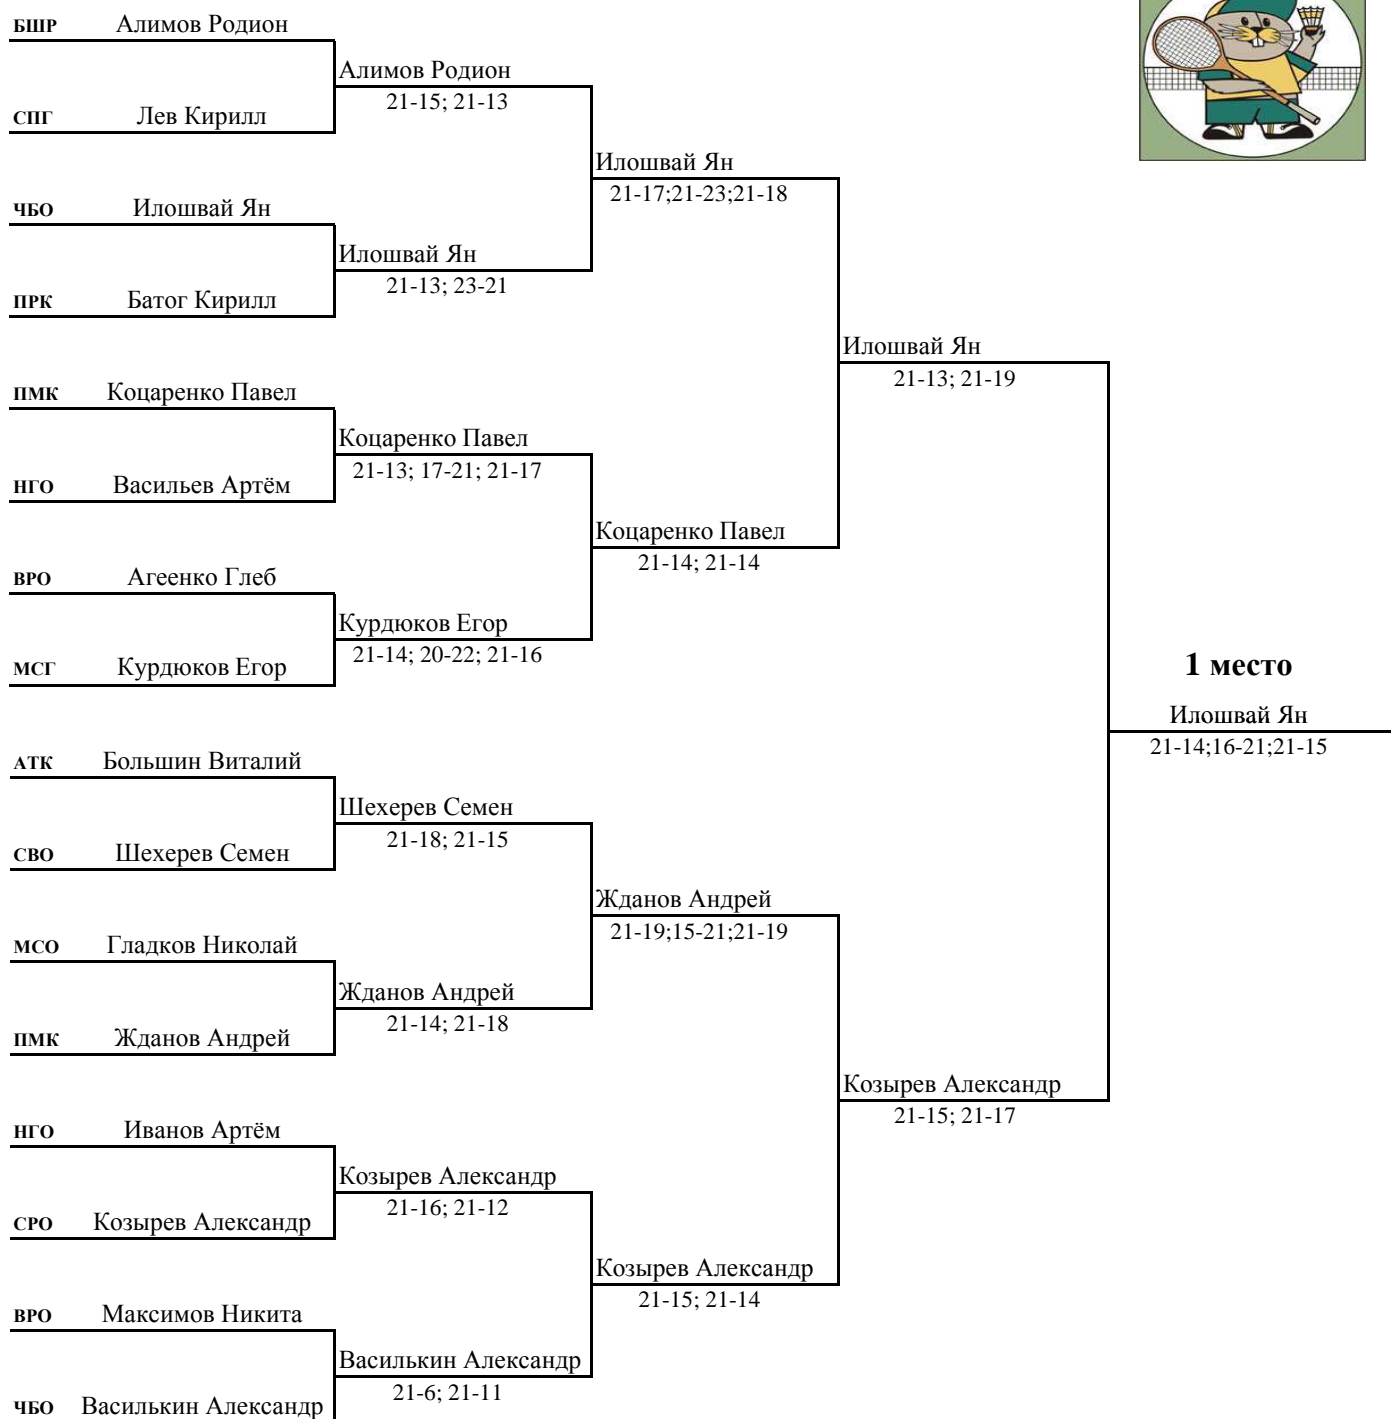 БШР Алимов Родион
Алимов Родион
21-15; 21-13
СПГ Лев Кирилл
Илошвай Ян
21-17;21-23;21-18
ЧБО Илошвай Ян
Илошвай Ян
21-13; 23-21
ПРК Батог Кирилл
Илошвай Ян
21-13; 21-19
ПМК Коцаренко Павел
Коцаренко Павел
21-13; 17-21; 21-17
НГО Васильев Артём
Коцаренко Павел
21-14; 21-14
ВРО Агеенко Глеб
Курдюков Егор
21-14; 20-22; 21-16
МСГ Курдюков Егор
1 место
Илошвай Ян
21-14;16-21;21-15
АТК Большин Виталий
Шехерев Семен
21-18; 21-15
СВО Шехерев Семен
Жданов Андрей
21-19;15-21;21-19
МСО Гладков Николай
Жданов Андрей
21-14; 21-18
ПМК Жданов Андрей
Козырев Александр
21-15; 21-17
НГО Иванов Артём
Козырев Александр
21-16; 21-12
СРО Козырев Александр
Козырев Александр
21-15; 21-14
ВРО Максимов Никита
Василькин Александр
21-6; 21-11
ЧБО Василькин Александр